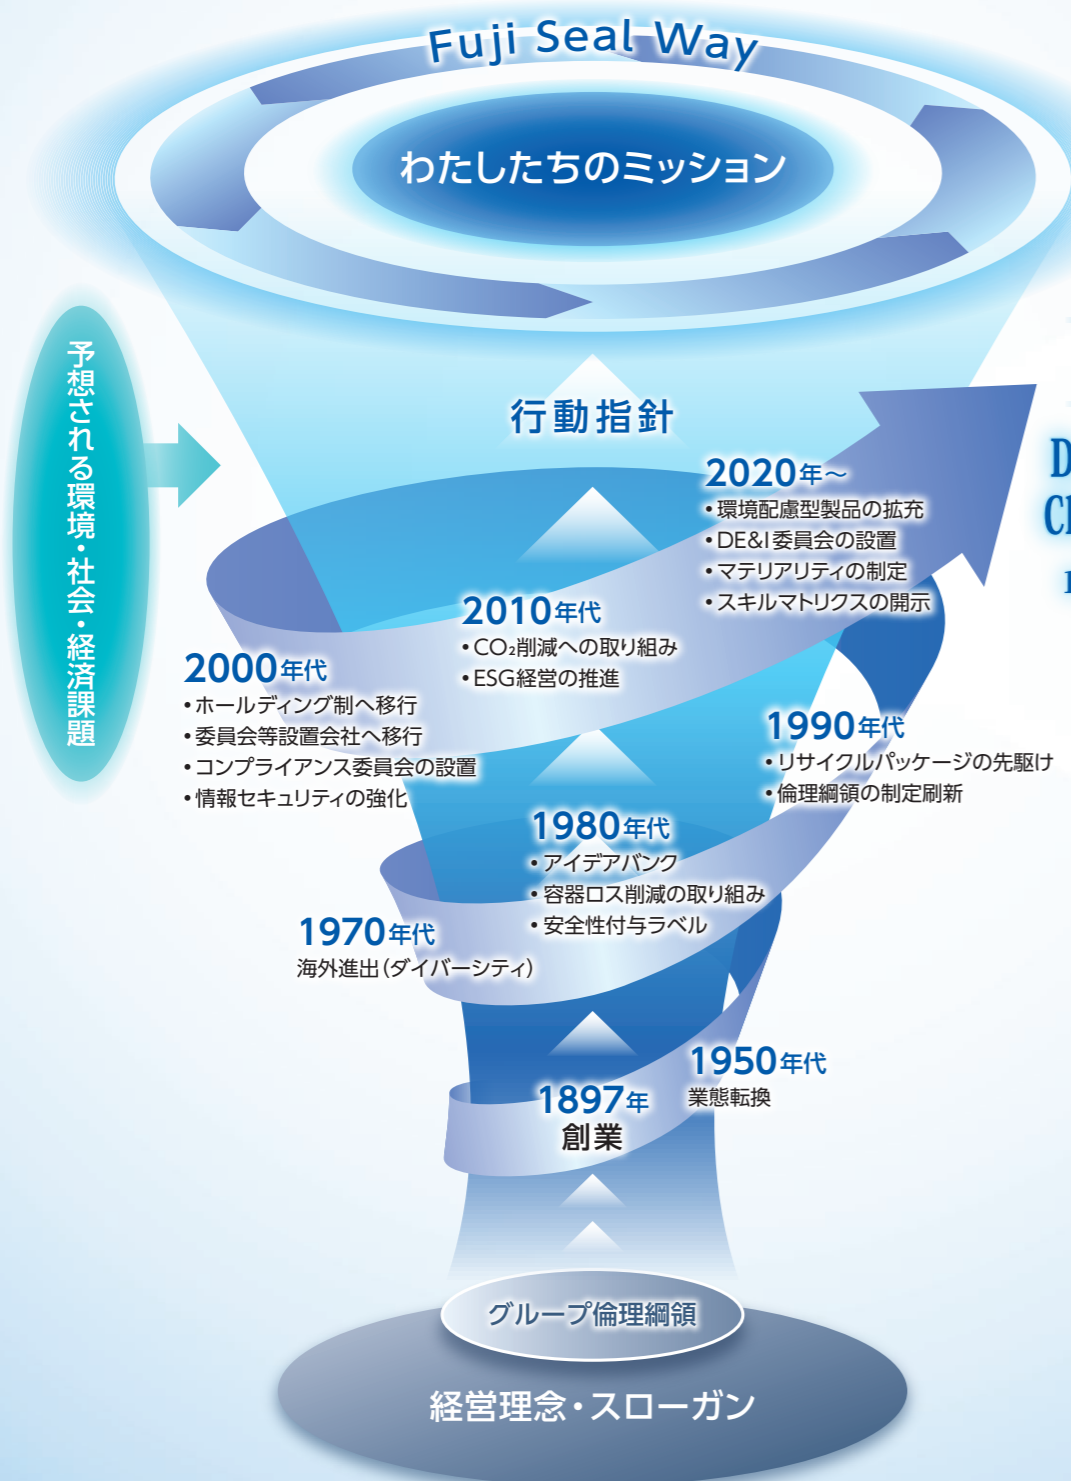 Fuji Seal Way
わたしたちのミッション
予想される環境・社会・経済課題
行動指針
2020年～
•環境配慮型製品の拡充
•DE&I委員会の設置
•マテリアリティの制定
•スキルマトリクスの開示
2010年代
•CO₂削減への取り組み
•ESG経営の推進
2000年代
•ホールディング制へ移行
•委員会等設置会社へ移行
•コンプライアンス委員会の設置
•情報セキュリティの強化
1990年代
•リサイクルパッケージの先駆け
•倫理綱領の制定刷新
1980年代
•アイデアバンク
•容器ロス削減の取り組み
•安全性付与ラベル
1970年代
海外進出（ダイバーシティ）
1950年代
業態転換
1897年
創業
グループ倫理綱領
経営理念・スローガン